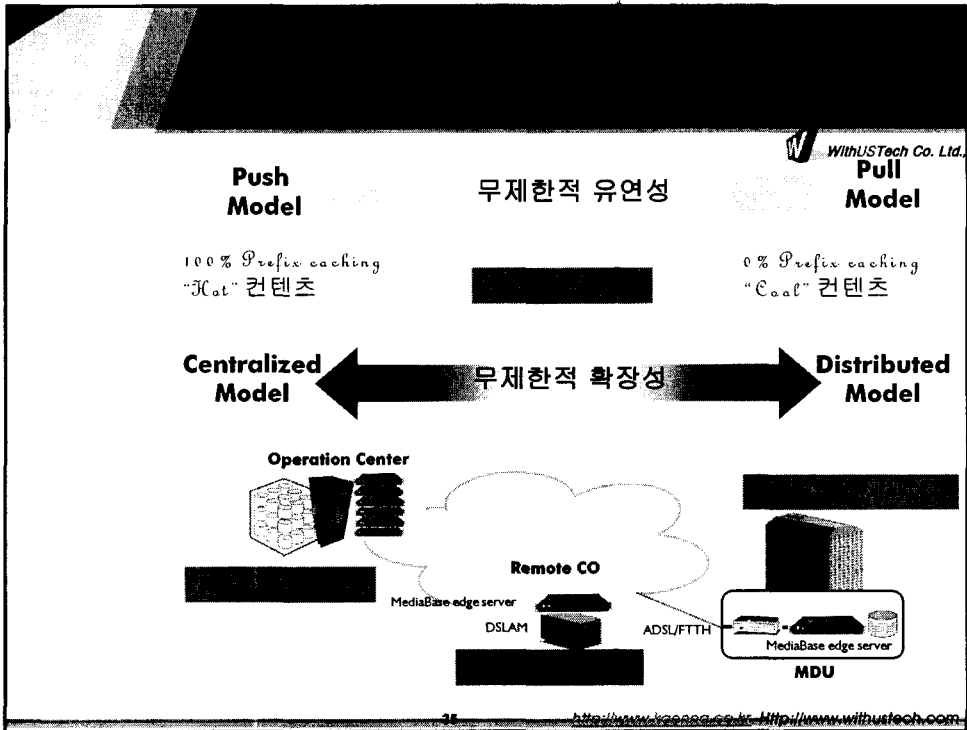 WithUSTech Co. Ltd.,
Push
Model
무제한적 유연성
Pull
Model
100% Prefix caching
"Hot" 컨텐츠
0% Prefix caching
"Cool" 컨텐츠
Centralized
Model
무제한적 확장성
Distributed
Model
Operation Center
Remote CO
MediaBase edge server
DSLAM
ADSL/FTTH
MediaBase edge server
MDU
Http://www.withustech.com